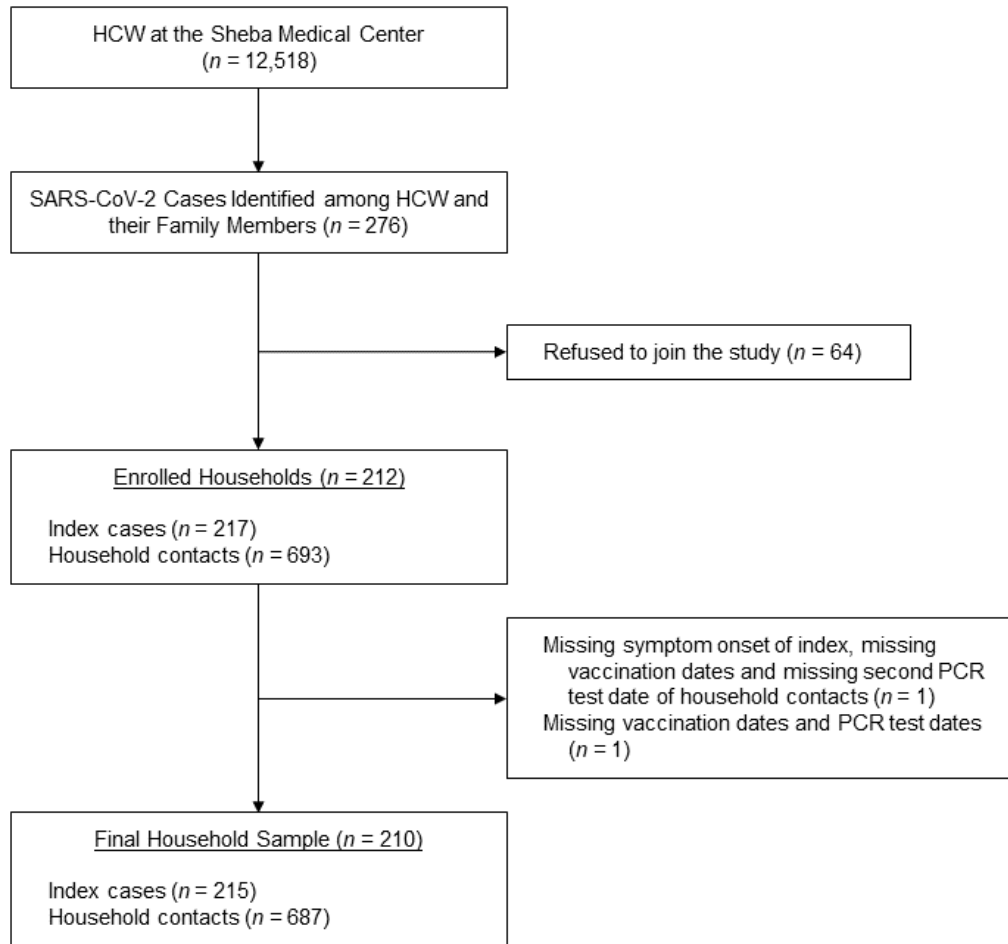 HCW at the Sheba Medical Center
(n = 12,518)
SARS-CoV-2 Cases Identified among HCW and
their Family Members (n = 276)
Refused to join the study (n = 64)
Enrolled Households (n = 212)
Index cases (n = 217)
Household contacts (n = 693)
Missing symptom onset of index, missing
vaccination dates and missing second PCR
test date of household contacts (n = 1)
Missing vaccination dates and PCR test dates
(n = 1)
Final Household Sample (n = 210)
Index cases (n = 215)
Household contacts (n = 687)